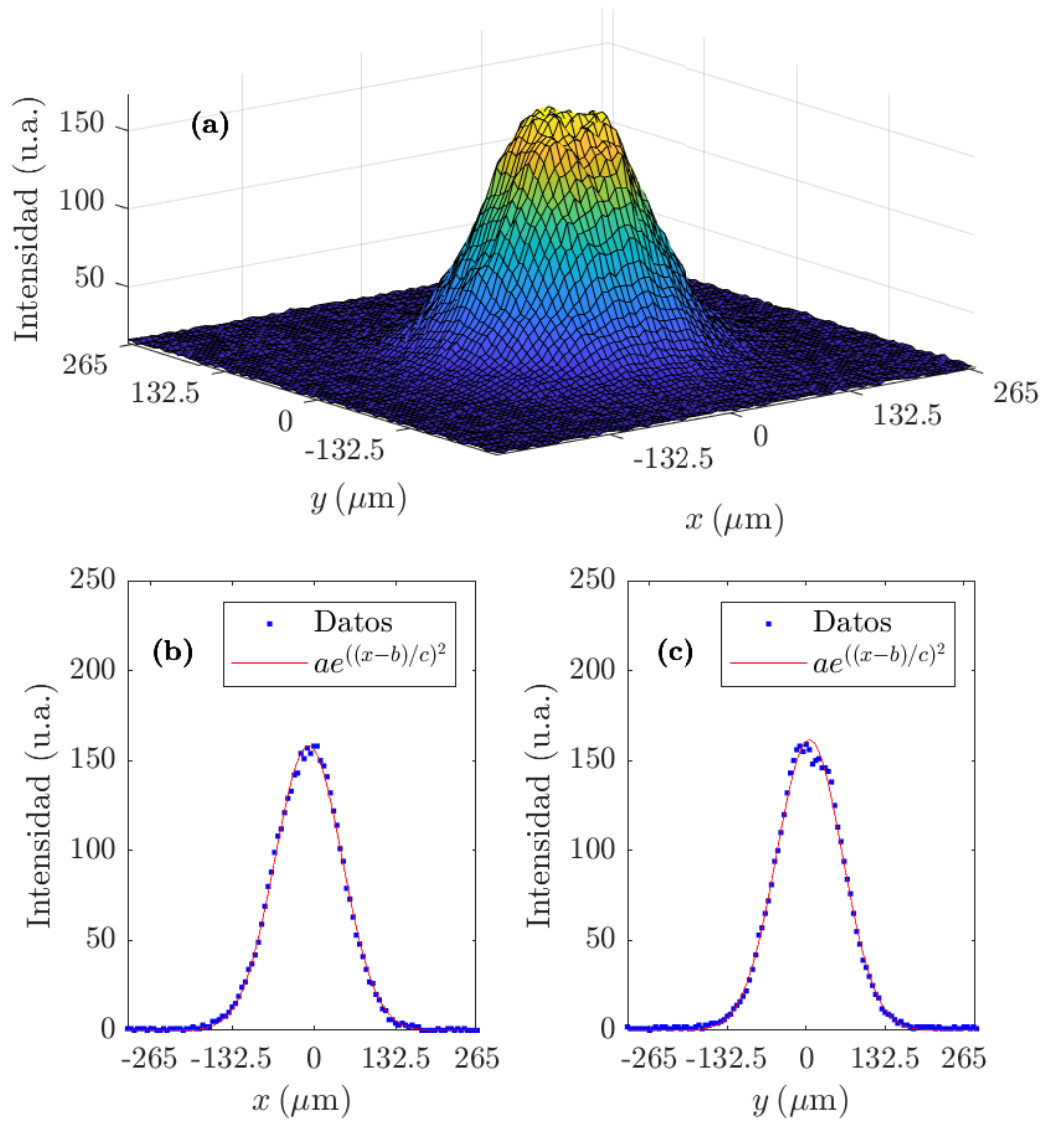 (a)
Intensidad (u.a.)
150
100
50
265
132.5
0
-132.5
y (μm)
-132.5
0
132.5
265
x (μm)
250
200
150
100
50
0
Intensidad (u.a.)
(b)
Datos
ae^{((x−b)/c)^2}
-265
-132.5
0
132.5
265
x (μm)
250
200
150
100
50
0
Intensidad (u.a.)
(c)
Datos
ae^{((x−b)/c)^2}
-265
-132.5
0
132.5
265
y (μm)